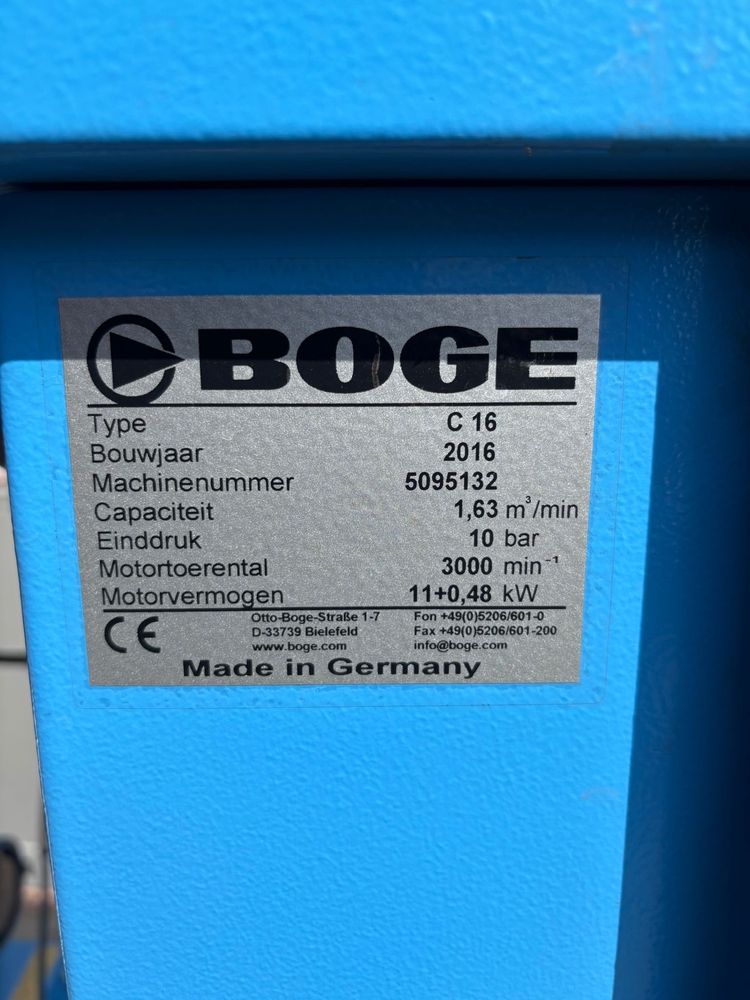 BOGE
Type C 16
Bouwjaar 2016
Machinenummer 5095132
Capaciteit 1,63 m³/min
Einddruk 10 bar
Motortoerental 3000 min⁻¹
Motorvermogen 11+0,48 kW
CE
Otto-Boge-Straße 1-7 Fon +49(0)5206/601-0
D-33739 Bielefeld Fax +49(0)5206/601-200
www.boge.com info@boge.com
Made in Germany